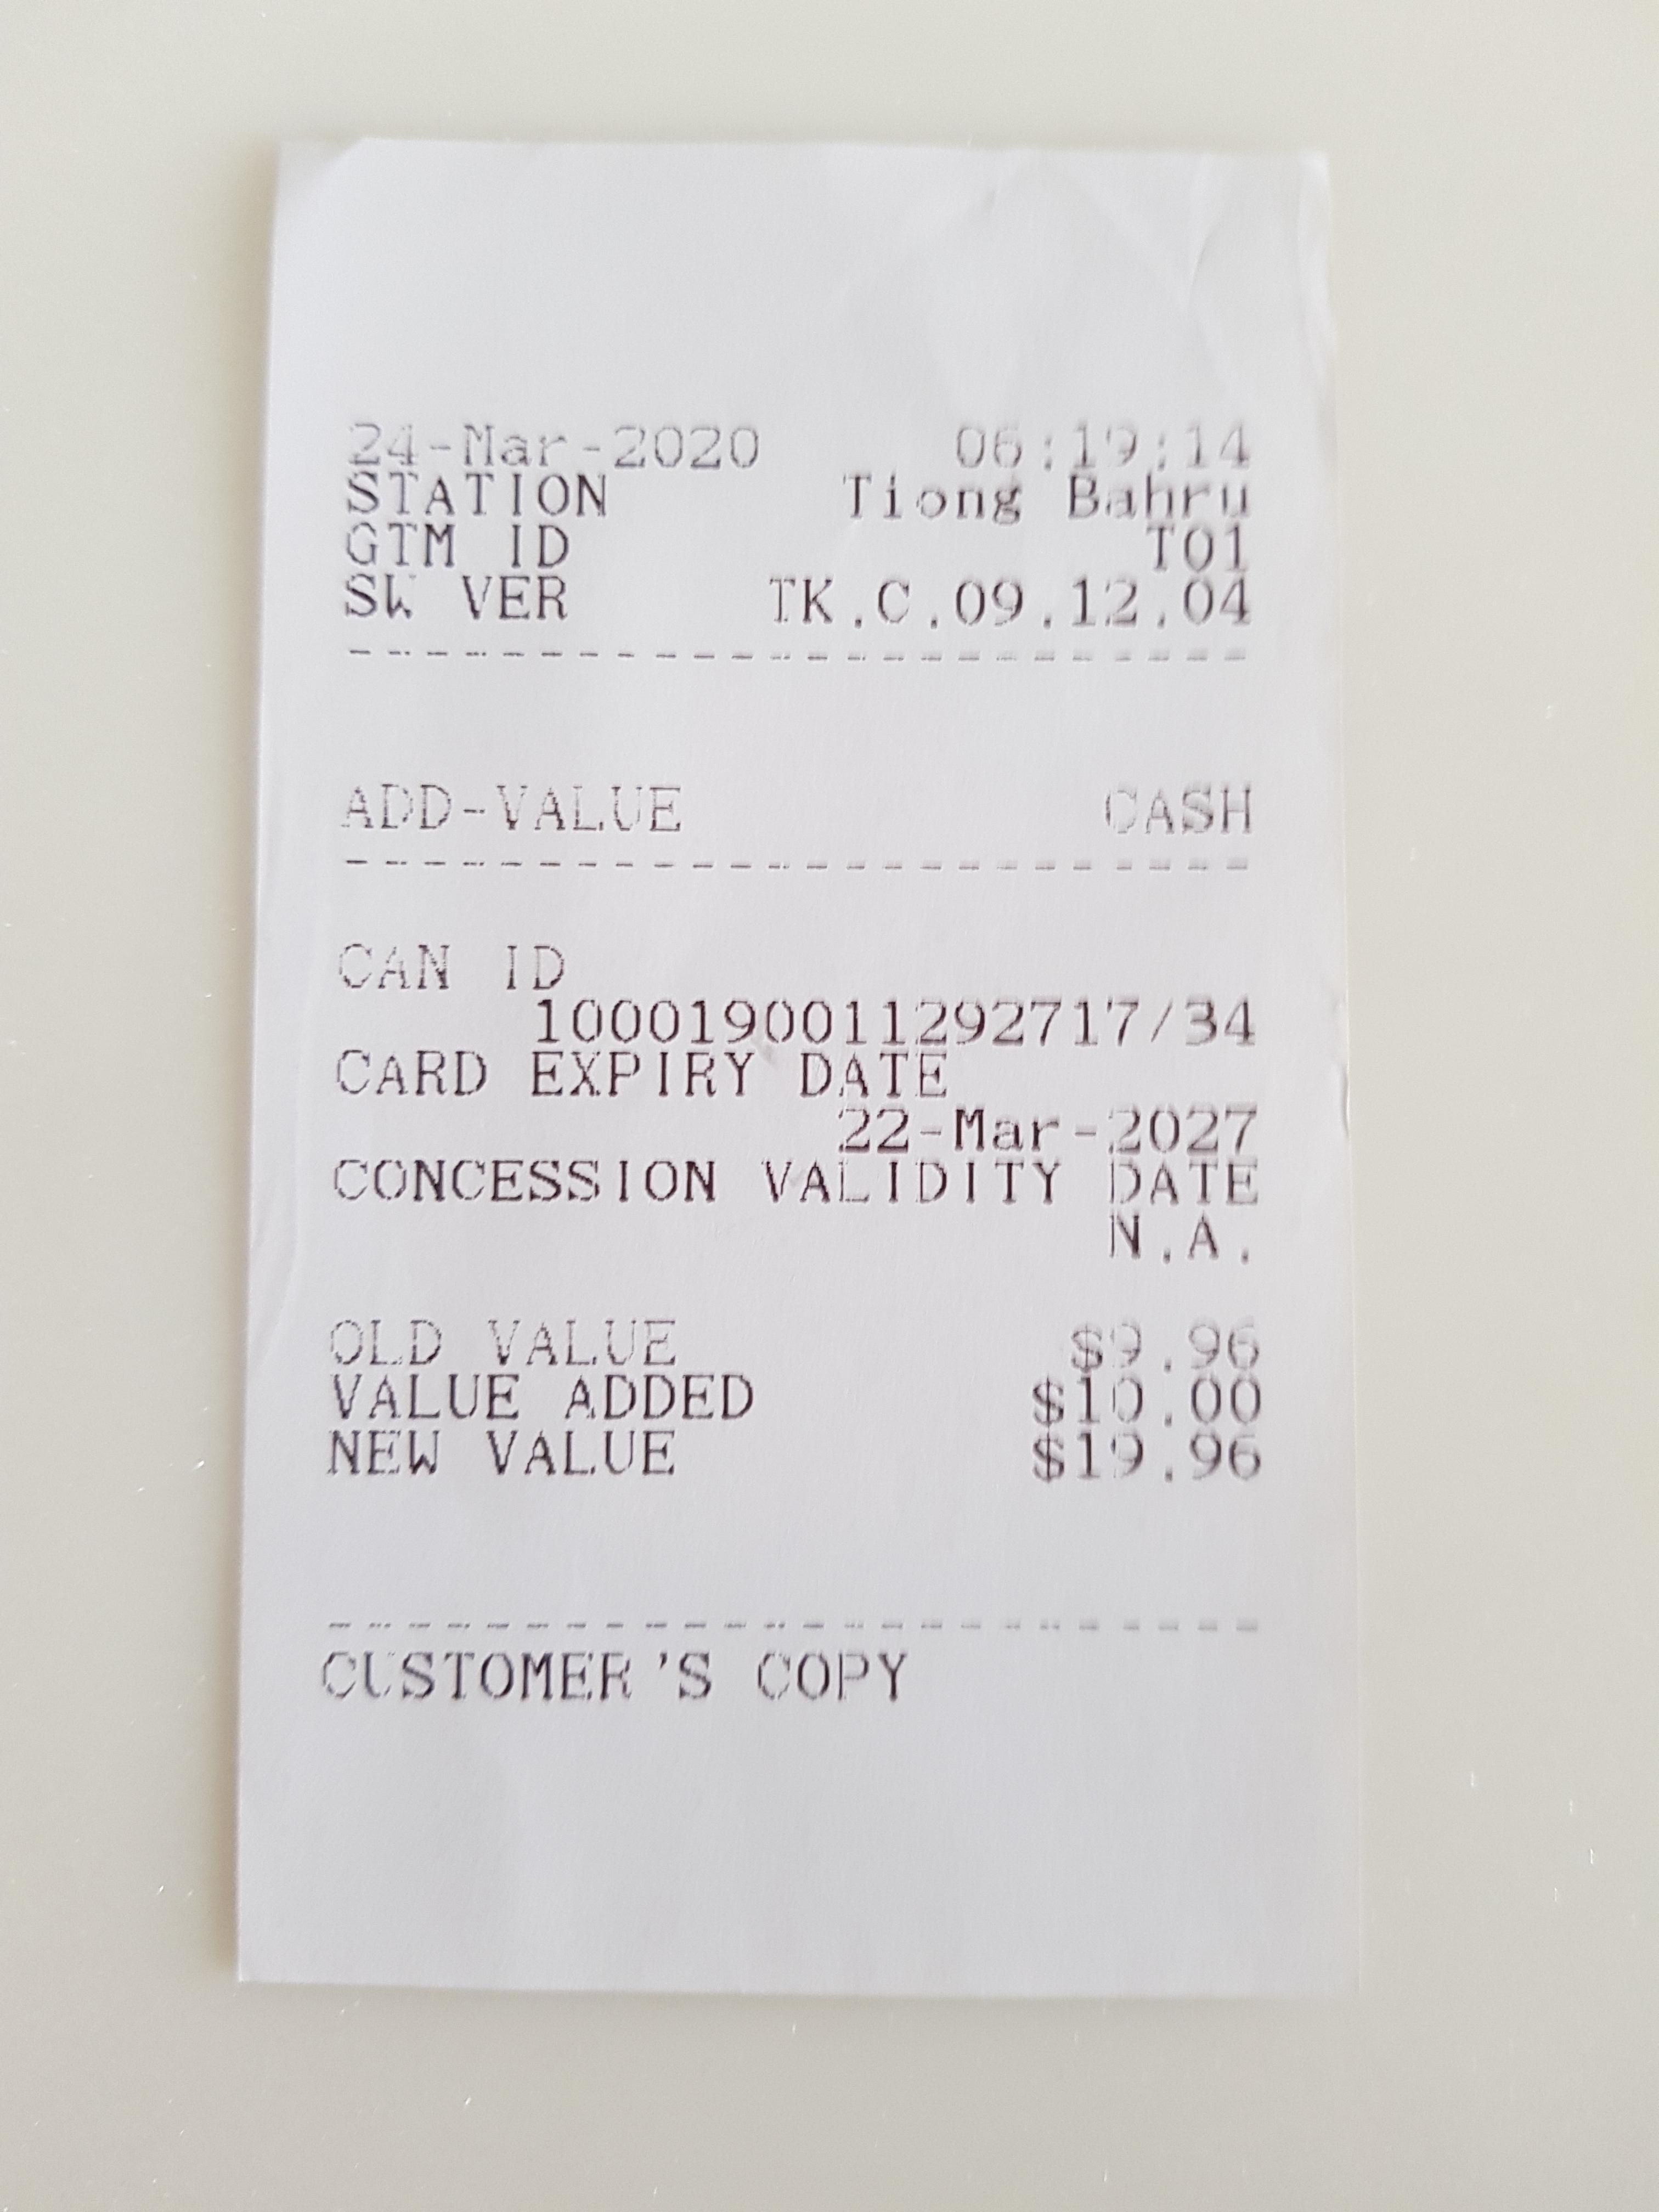 24-Mar-2020 06:19:14
STATION Tiong Bahru
GTM ID T01
SW VER TK.C.09.12.04
------------------------
ADD-VALUE CASH
------------------------
CAN ID
1000190011292717/34
CARD EXPIRY DATE
22-Mar-2027
CONCESSION VALIDITY DATE
N.A.
OLD VALUE $9.96
VALUE ADDED $10.00
NEW VALUE $19.96
------------------------
CUSTOMER'S COPY